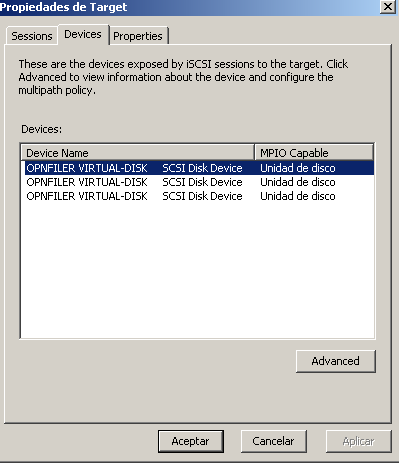 Propiedades de Target
Sessions Devices Properties
These are the devices exposed by iSCSI sessions to the target. Click
Advanced to view information about the device and configure the
multipath policy.
Devices:
Device Name MPIO Capable
OPNFILER VIRTUAL-DISK SCSI Disk Device Unidad de disco
OPNFILER VIRTUAL-DISK SCSI Disk Device Unidad de disco
OPNFILER VIRTUAL-DISK SCSI Disk Device Unidad de disco
Advanced
Aceptar Cancelar Aplicar